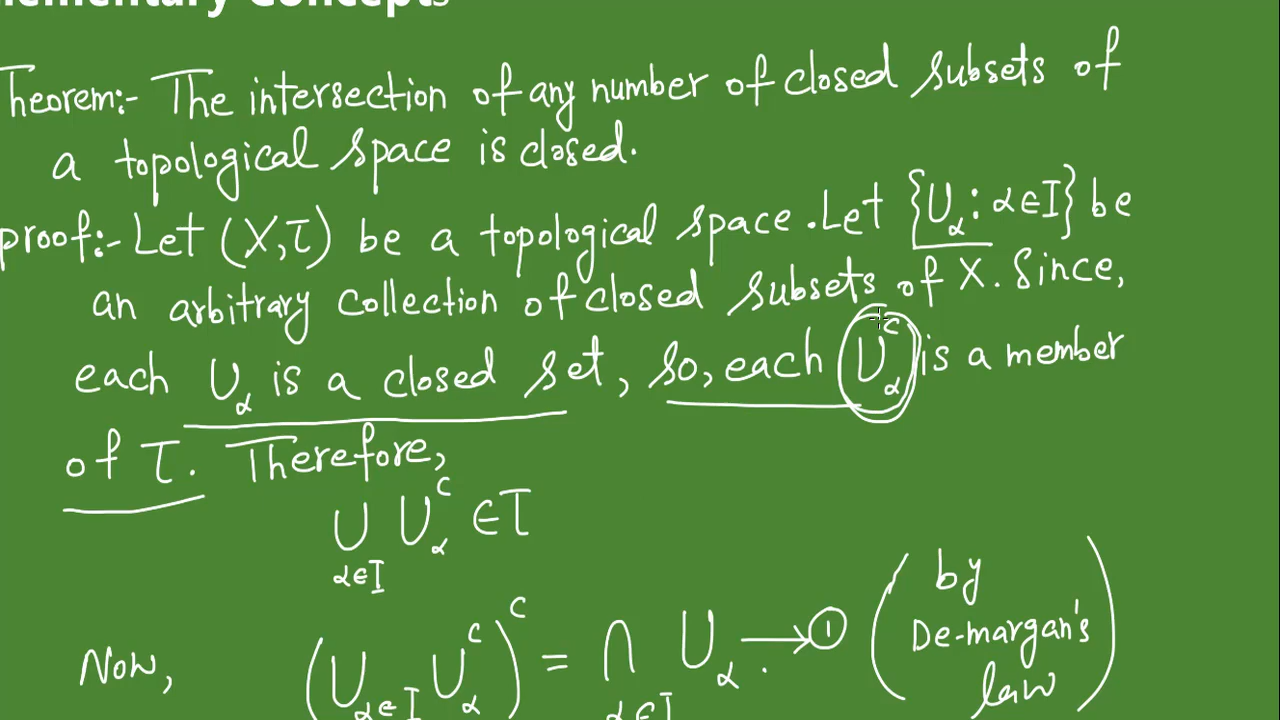 lementary Concepts
Theorem:- The intersection of any number of closed subsets of
a topological space is closed.
proof:- Let (X,τ) be a topological space. Let {U_α : α∈I} be
an arbitrary collection of closed subsets of X. Since,
each U_α is a closed set, so, each U_α^c is a member
of τ. Therefore,
∪_{α∈I} U_α^c ∈ τ
Now, (∪_{α∈I} U_α^c)^c = ∩_{α∈I} U_α. → ① (by
De-margan's
law)